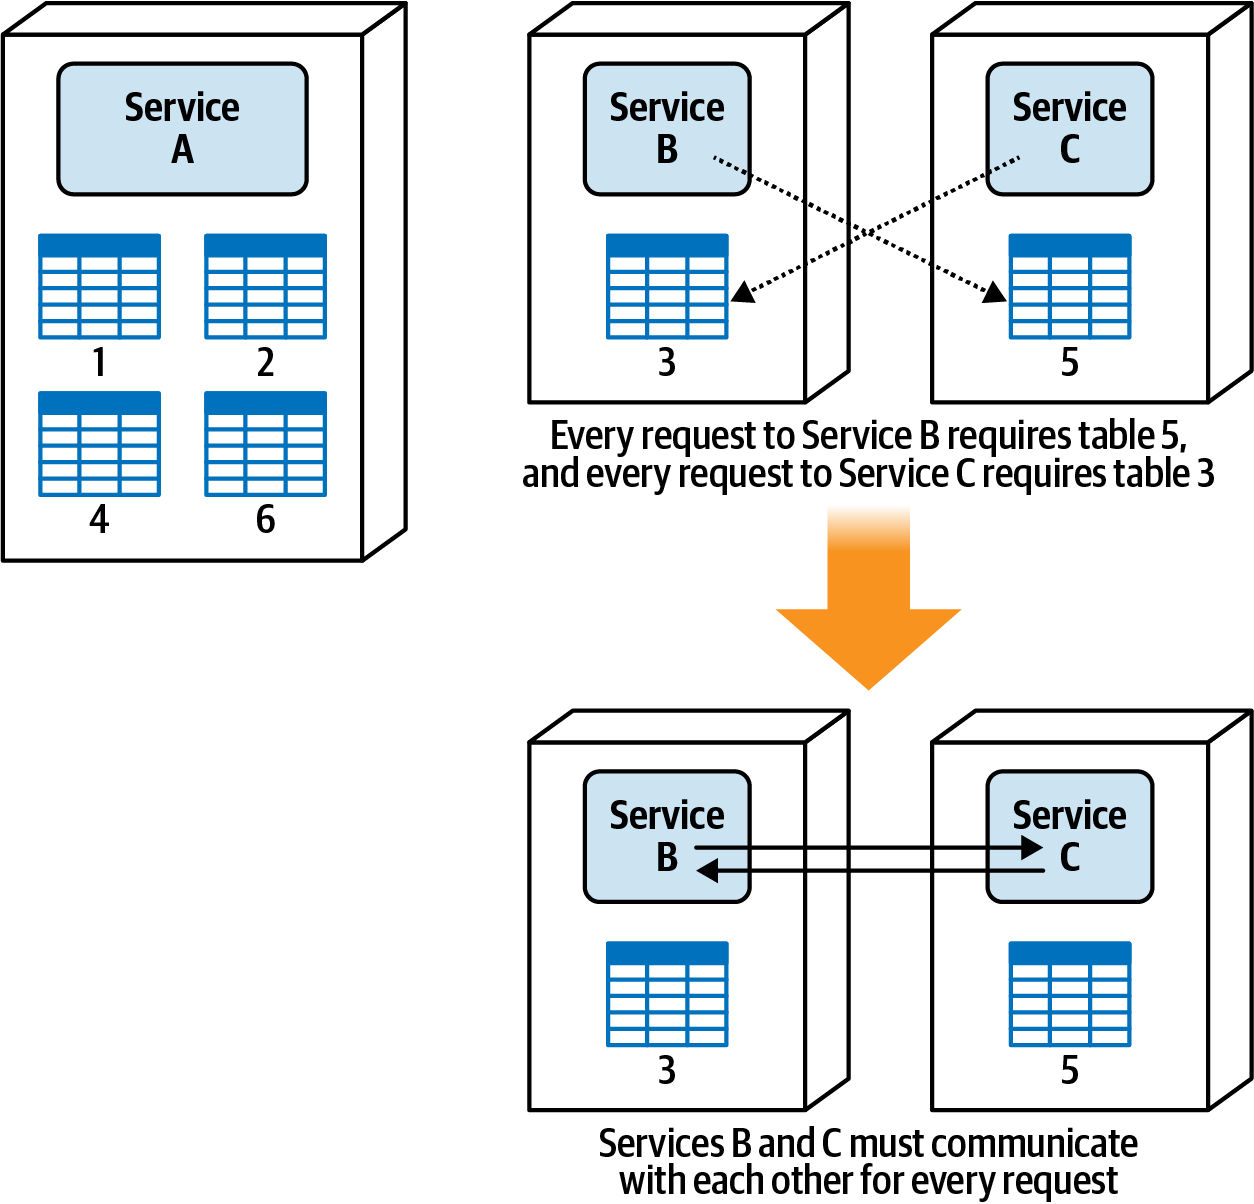 Service
A
1
2
4
6
Service
B
3
Service
C
5
Every request to Service B requires table 5,
and every request to Service C requires table 3
Service
B
3
Service
C
5
Services B and C must communicate
with each other for every request